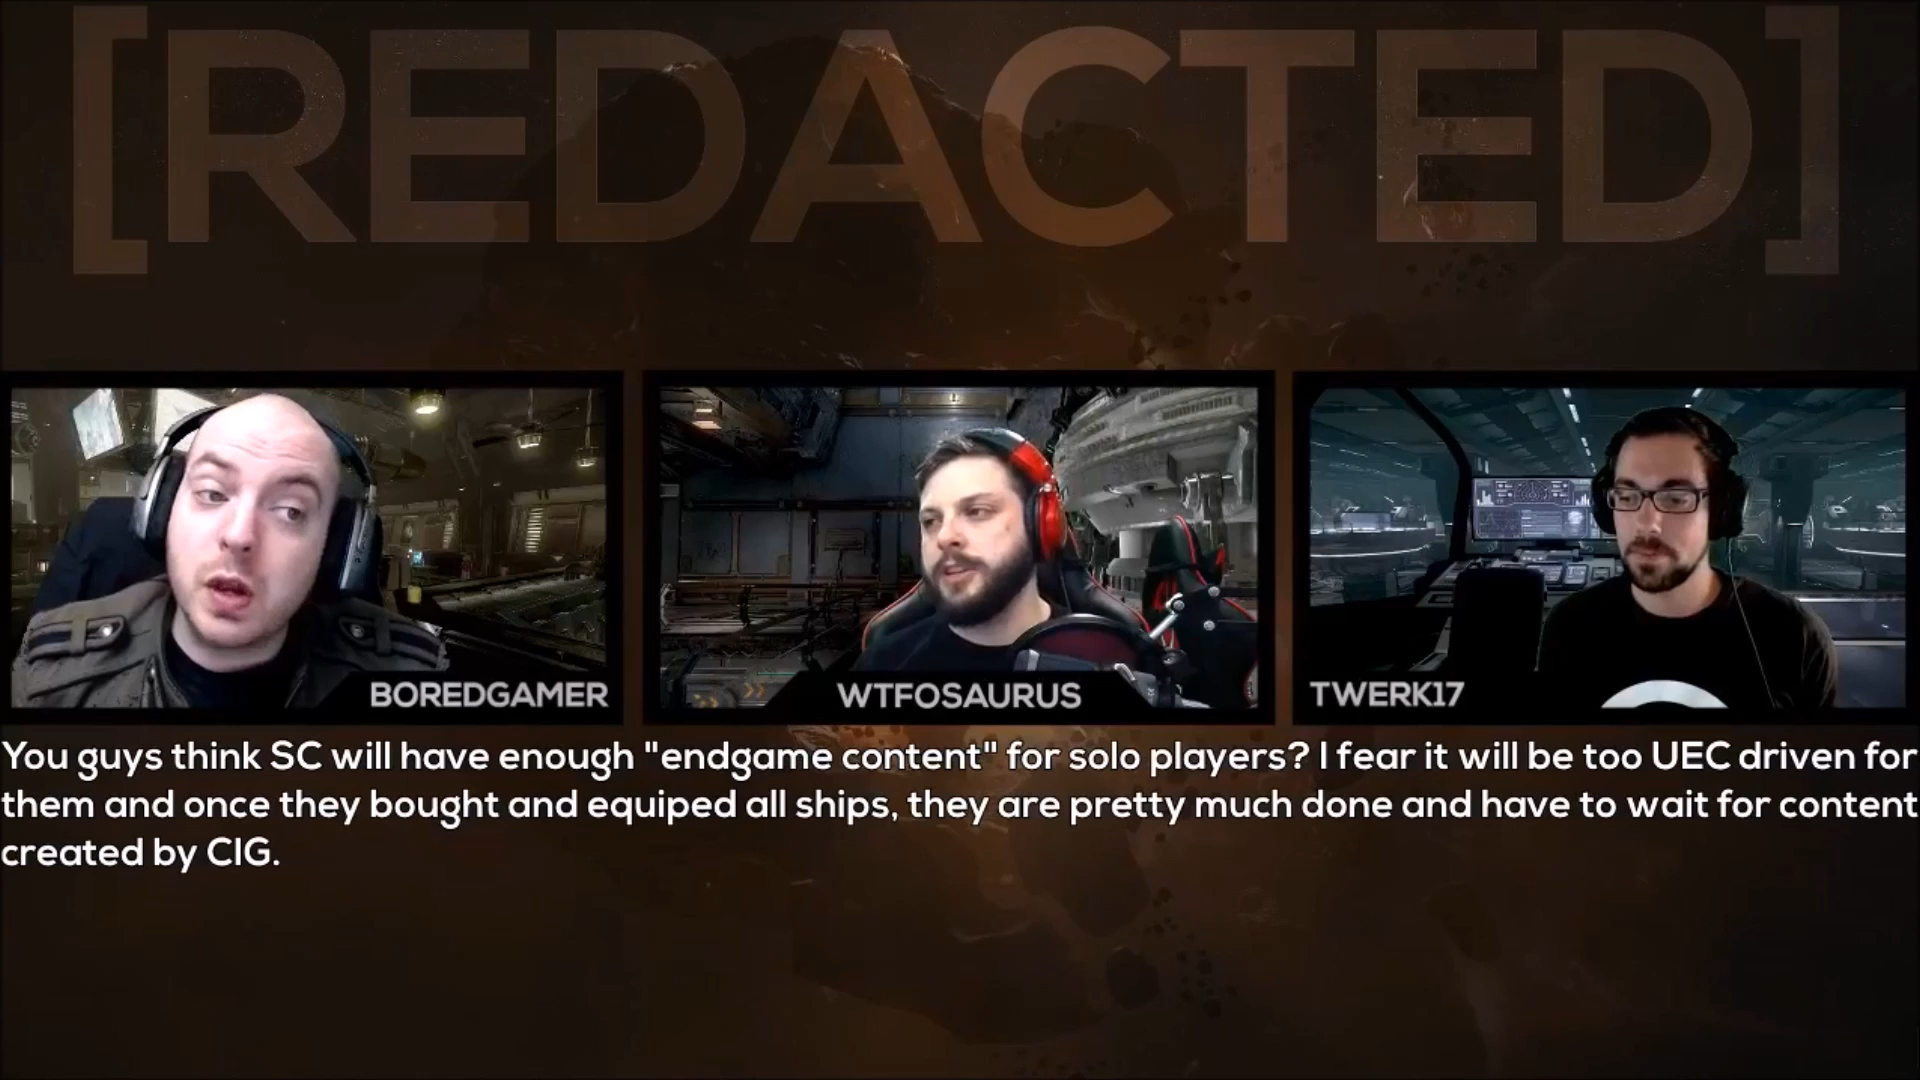 [REDACTED]
BOREDGAMER
WTFOSAURUS
TWERK17
You guys think SC will have enough "endgame content" for solo players? I fear it will be too UEC driven for
them and once they bought and equiped all ships, they are pretty much done and have to wait for content
created by CIG.